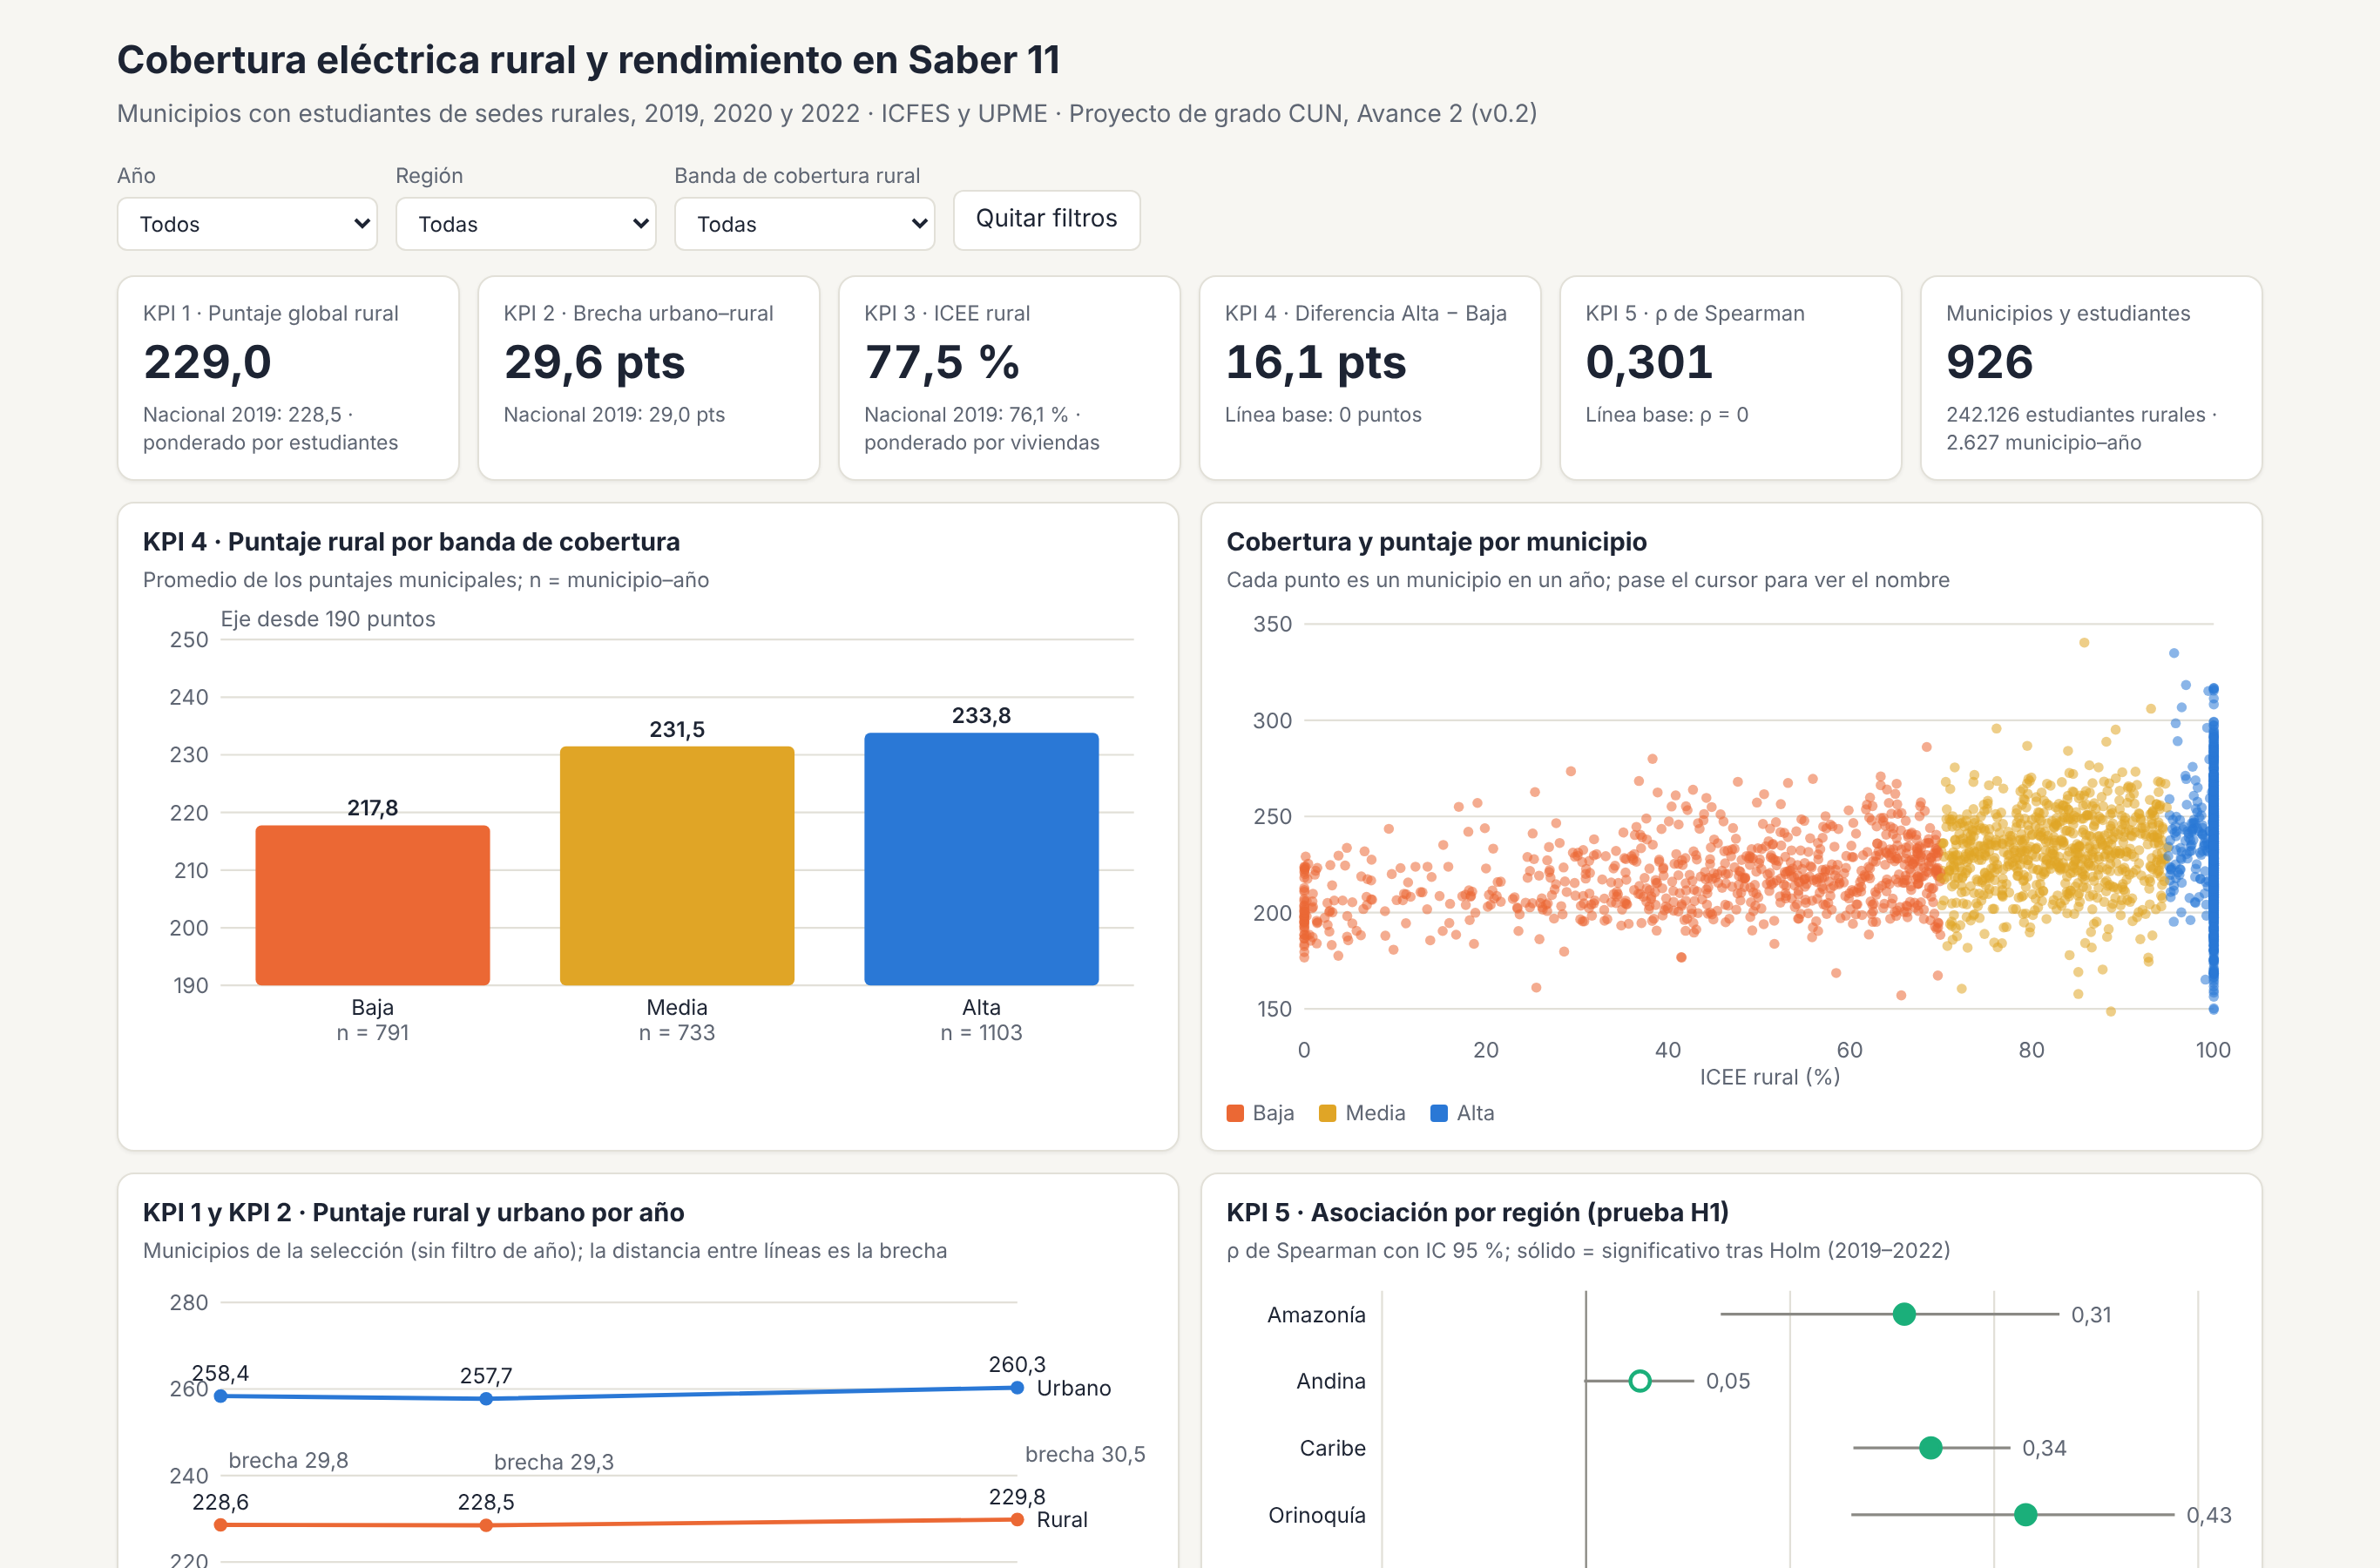 Cobertura eléctrica rural y rendimiento en Saber 11
Municipios con estudiantes de sedes rurales, 2019, 2020 y 2022 · ICFES y UPME · Proyecto de grado CUN, Avance 2 (v0.2)
Año
Región
Banda de cobertura rural
Todos
Todas
Todas
Quitar filtros
KPI 1 · Puntaje global rural
229,0
Nacional 2019: 228,5 ·
ponderado por estudiantes
KPI 2 · Brecha urbano–rural
29,6 pts
Nacional 2019: 29,0 pts
KPI 3 · ICEE rural
77,5 %
Nacional 2019: 76,1 % ·
ponderado por viviendas
KPI 4 · Diferencia Alta − Baja
16,1 pts
Línea base: 0 puntos
KPI 5 · ρ de Spearman
0,301
Línea base: ρ = 0
Municipios y estudiantes
926
242.126 estudiantes rurales ·
2.627 municipio–año
KPI 4 · Puntaje rural por banda de cobertura
Promedio de los puntajes municipales; n = municipio–año
Eje desde 190 puntos
250
240
230
220
210
200
190
217,8
231,5
233,8
Baja
n = 791
Media
n = 733
Alta
n = 1103
Cobertura y puntaje por municipio
Cada punto es un municipio en un año; pase el cursor para ver el nombre
350
300
250
200
150
0
20
40
60
80
100
ICEE rural (%)
Baja
Media
Alta
KPI 1 y KPI 2 · Puntaje rural y urbano por año
Municipios de la selección (sin filtro de año); la distancia entre líneas es la brecha
280
260
240
220
258,4
257,7
260,3
Urbano
brecha 29,8
brecha 29,3
brecha 30,5
228,6
228,5
229,8
Rural
KPI 5 · Asociación por región (prueba H1)
ρ de Spearman con IC 95 %; sólido = significativo tras Holm (2019–2022)
Amazonía
0,31
Andina
0,05
Caribe
0,34
Orinoquía
0,43